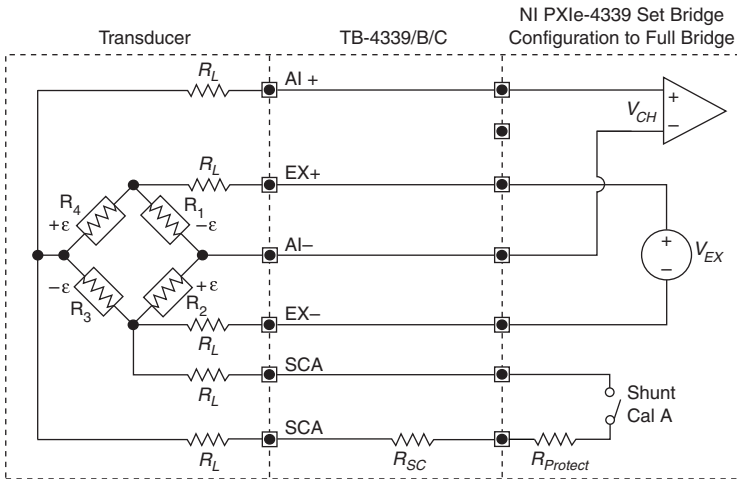 NI PXIe-4339 Set Bridge
Configuration to Full Bridge
Transducer
TB-4339/B/C
R_L
AI +
+
V_CH
−
R_L
EX+
R_4
+ε
R_1
−ε
AI−
+
V_EX
−
−ε
R_3
+ε
R_2
EX−
R_L
SCA
R_L
Shunt
Cal A
SCA
R_L
R_SC
R_Protect